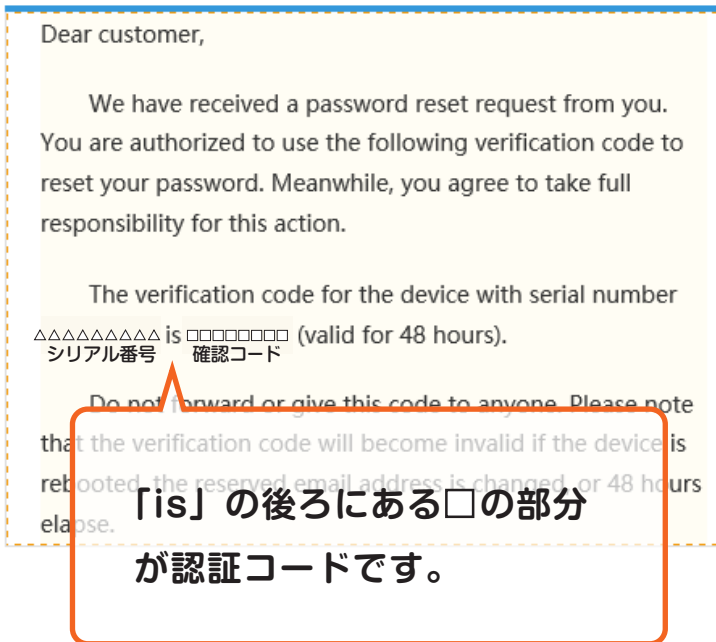 Dear customer,
We have received a password reset request from you.
You are authorized to use the following verification code to
reset your password. Meanwhile, you agree to take full
responsibility for this action.
The verification code for the device with serial number
△△△△△△△△△ is □□□□□□□□ (valid for 48 hours).
シリアル番号 確認コード
Do not forward or give this code to anyone. Please note
that the verification code will become invalid if the device is
rebooted, the reserved email address is changed, or 48 hours
elapse.
「is」の後ろにある□の部分
が認証コードです。